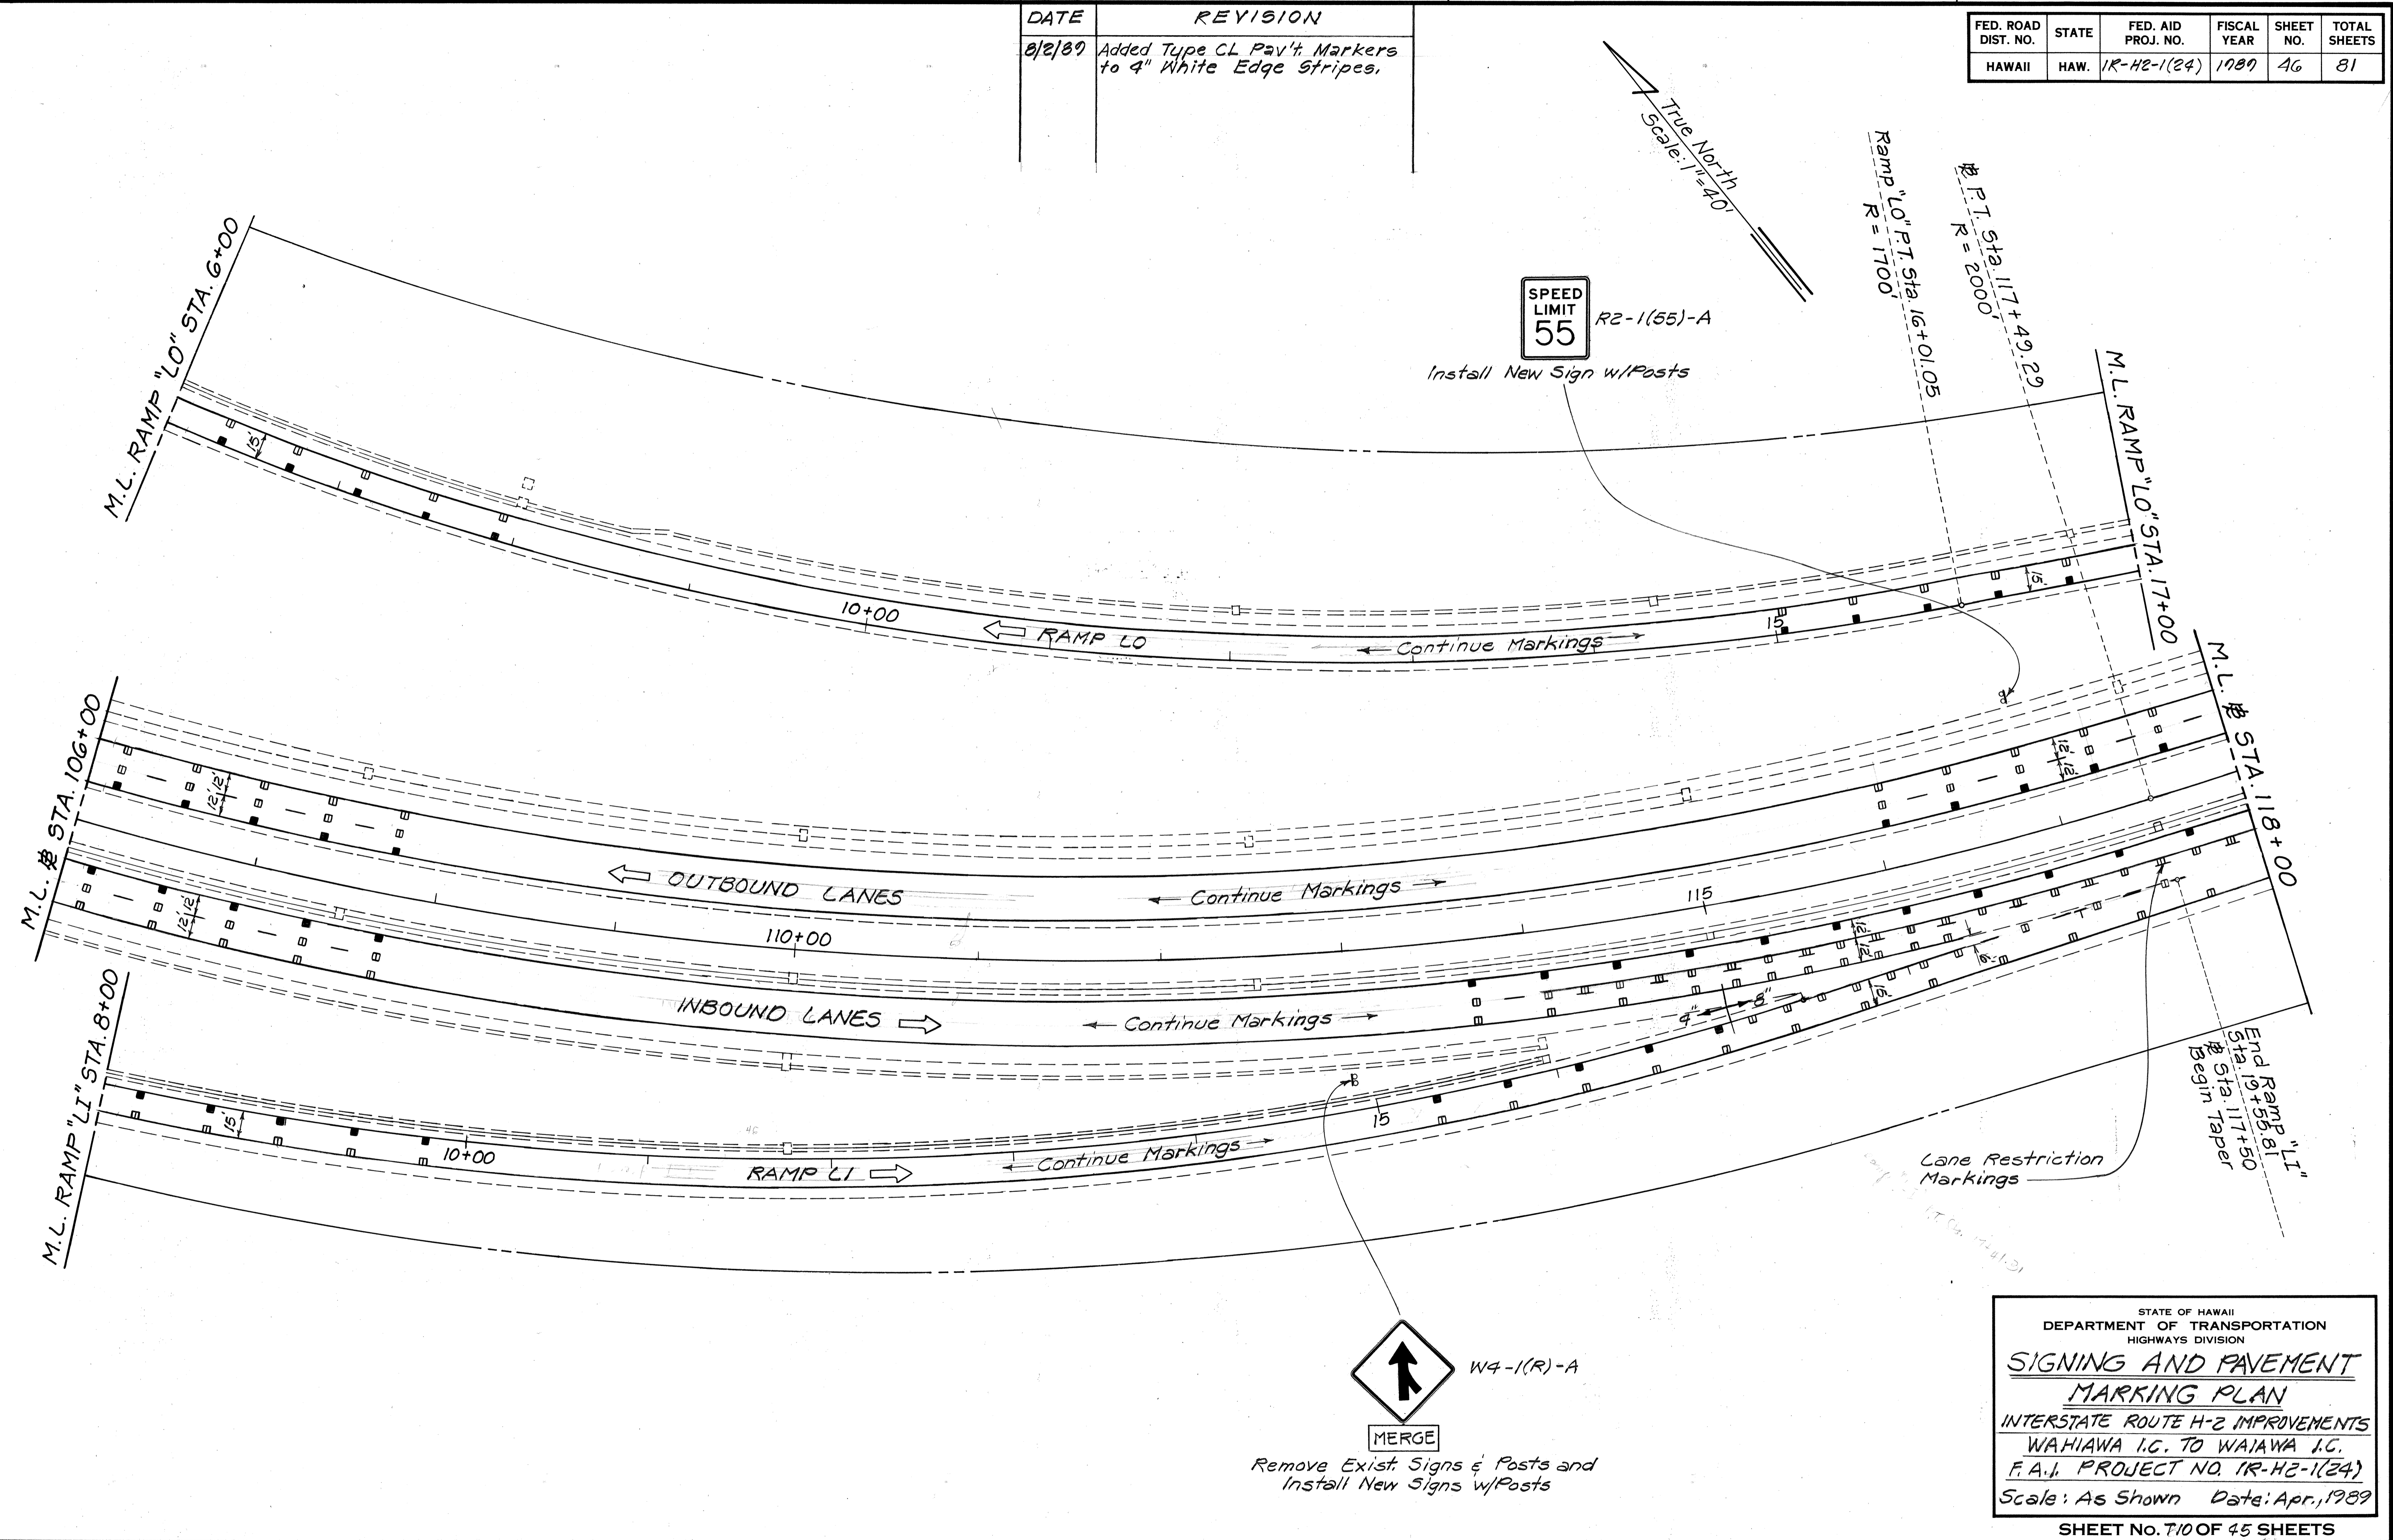 DATE REVISION
8/2/89 Added Type CL Pav't. Markers
to 4" White Edge Stripes.
FED. ROAD DIST. NO. STATE FED. AID PROJ. NO. FISCAL YEAR SHEET NO. TOTAL SHEETS
HAWAII HAW. IR-H2-1(24) 1989 46 81
True North
Scale: 1"=40'
Ramp "LO" P.T. Sta. 16+01.05
R = 1700'
℄ P.T. Sta. 117+49.29
R = 2000'
SPEED
LIMIT
55
R2-1(55)-A
Install New Sign w/Posts
M.L. RAMP "LO" STA. 6+00
M.L. RAMP "LO" STA. 17+00
15'
15'
10+00
RAMP LO
Continue Markings
15
M.L. ℄ STA. 106+00
M.L. ℄ STA. 118+00
12' 12'
12' 12'
OUTBOUND LANES
Continue Markings
115
110+00
12' 12'
12' 12'
INBOUND LANES
Continue Markings
4" 8"
6'
15'
M.L. RAMP "LI" STA. 8+00
15'
10+00
RAMP LI
Continue Markings
15
End Ramp "LI"
Sta. 19+55.81
℄ Sta. 117+50
Begin Taper
Lane Restriction
Markings
W4-1(R)-A
MERGE
Remove Exist. Signs & Posts and
Install New Signs w/Posts
STATE OF HAWAII
DEPARTMENT OF TRANSPORTATION
HIGHWAYS DIVISION
SIGNING AND PAVEMENT
MARKING PLAN
INTERSTATE ROUTE H-2 IMPROVEMENTS
WAHIAWA I.C. TO WAIAWA I.C.
F.A.I. PROJECT NO. IR-H2-1(24)
Scale: As Shown Date: Apr., 1989
SHEET No. T10 OF 45 SHEETS